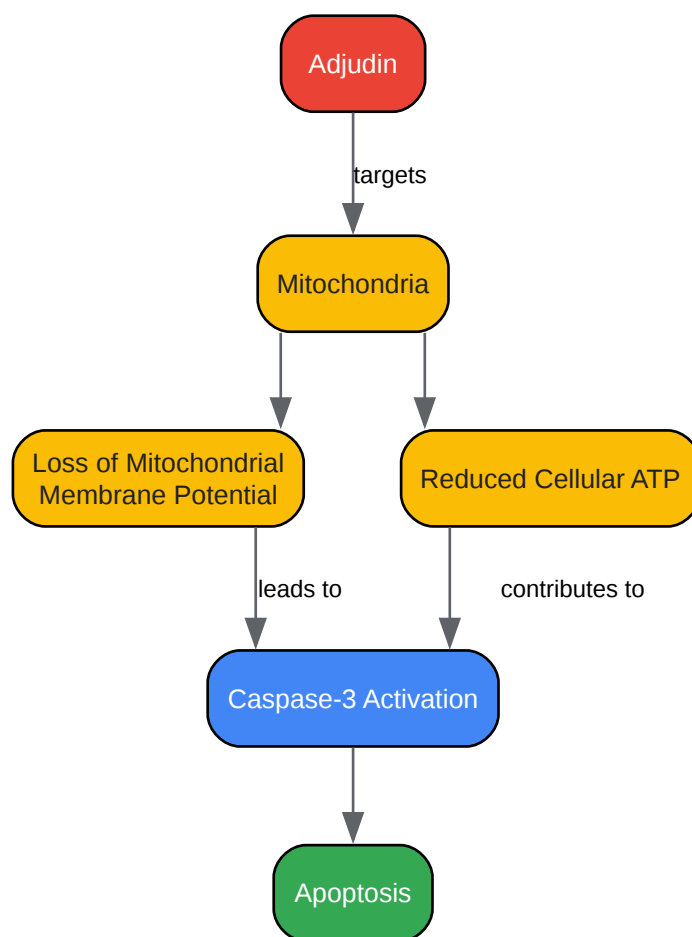 Adjudin
targets
Mitochondria
Loss of Mitochondrial
Membrane Potential
Reduced Cellular ATP
leads to
contributes to
Caspase-3 Activation
Apoptosis